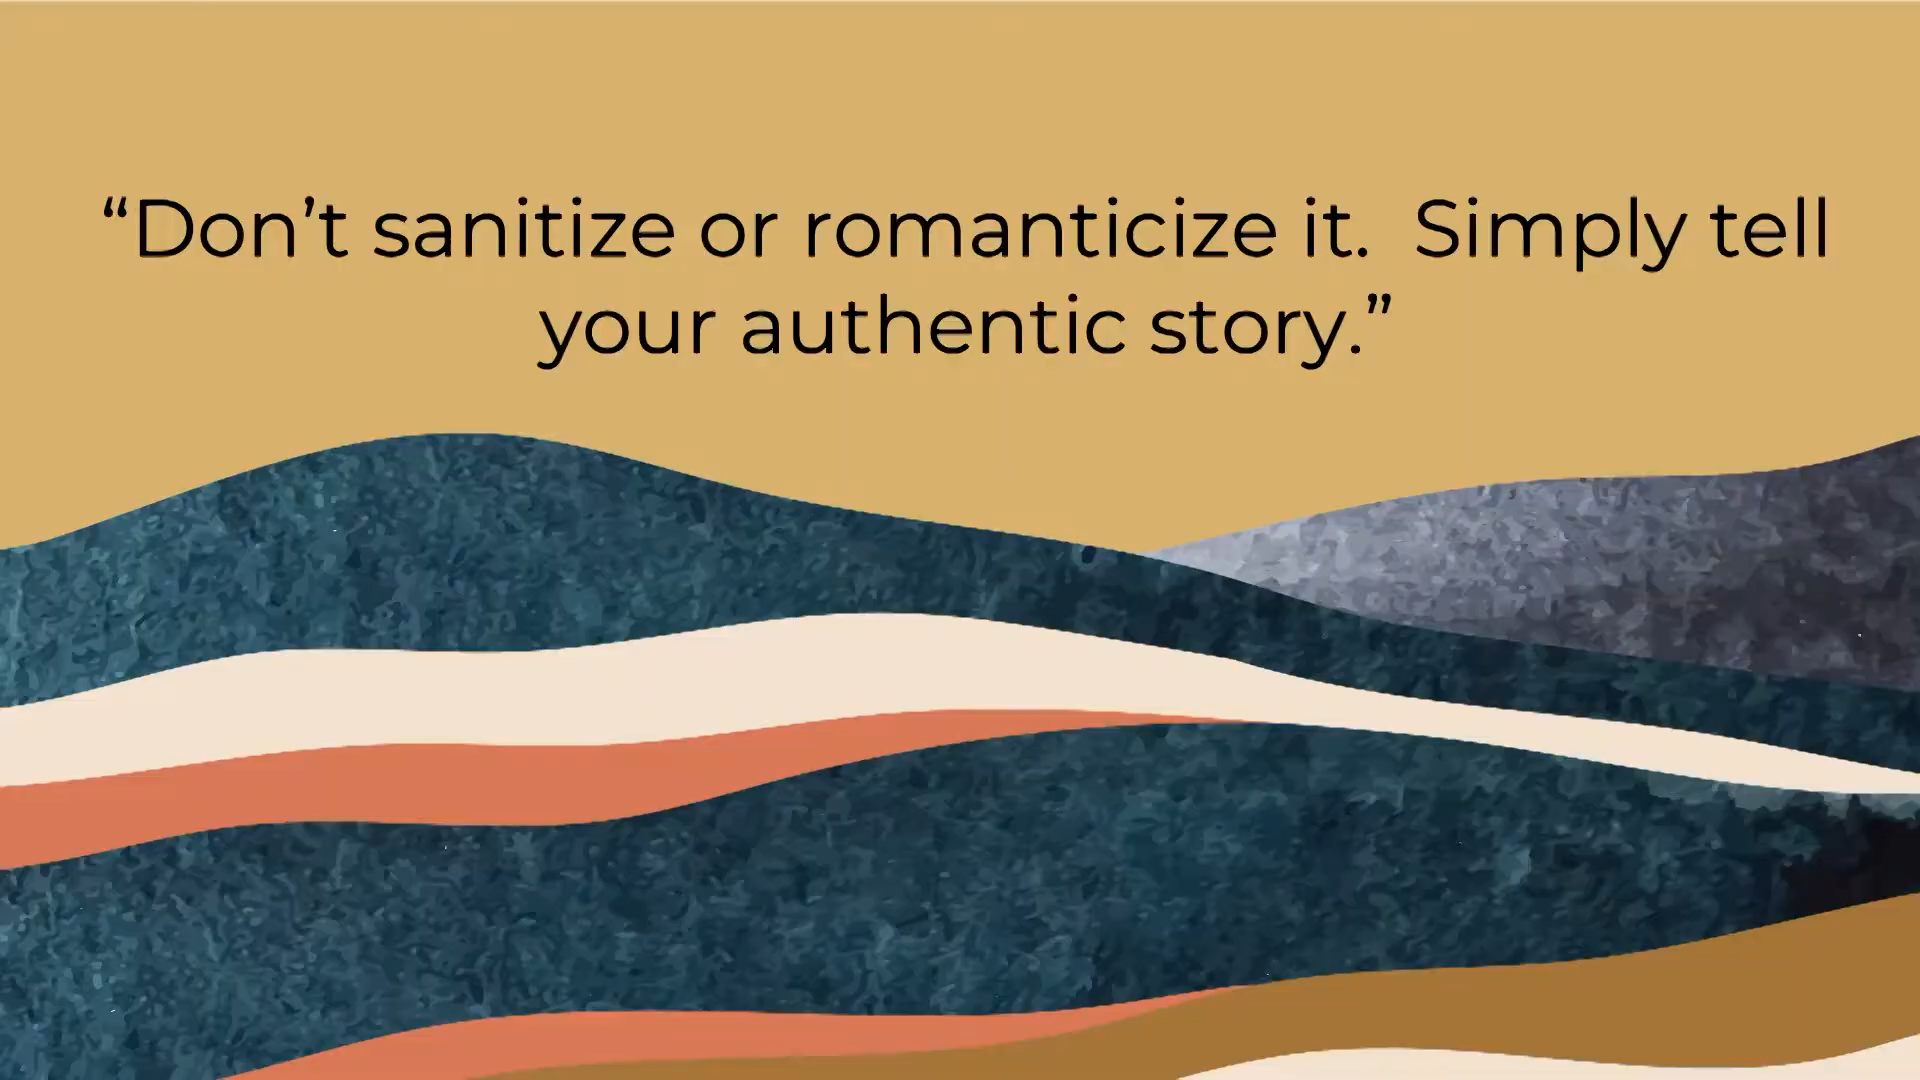 “Don’t sanitize or romanticize it.  Simply tell
your authentic story.”